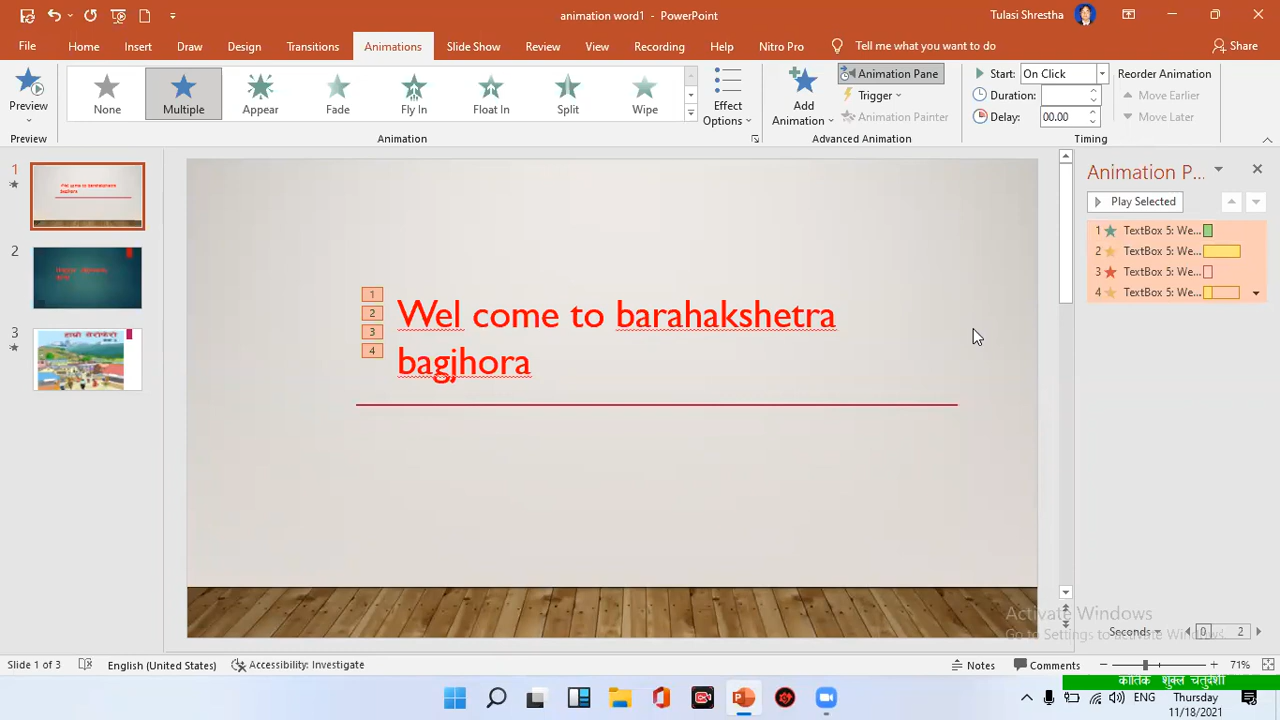 animation word1 - PowerPoint
Tulasi Shrestha
File Home Insert Draw Design Transitions Animations Slide Show Review View Recording Help Nitro Pro Tell me what you want to do Share
Preview
Preview
None Multiple Appear Fade Fly In Float In Split Wipe
Animation
Effect
Options
Add
Animation
Animation Pane
Trigger
Animation Painter
Advanced Animation
Start: On Click
Duration:
Delay: 00.00
Reorder Animation
Move Earlier
Move Later
Timing
1
2
3
1
2
3
4
Wel come to barahakshetra
bagjhora
Animation P...
Play Selected
1 TextBox 5: We...
2 TextBox 5: We...
3 TextBox 5: We...
4 TextBox 5: We...
Activate Windows
Go to Settings to activate Windows.
Seconds 0 2
Slide 1 of 3 English (United States) Accessibility: Investigate Notes Comments 71%
कार्तिक शुक्ल चतुर्दशी
ENG
Thursday
11/18/2021